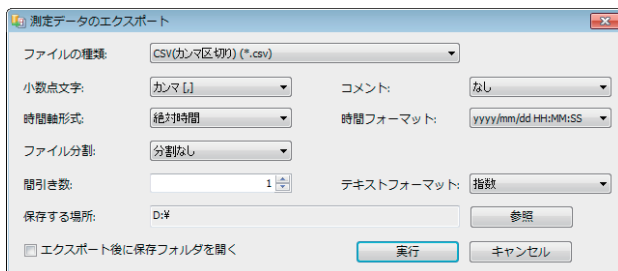 測定データのエクスポート
ファイルの種類: CSV(カンマ区切り) (*.csv)
小数点文字: カンマ [,] コメント: なし
時間軸形式: 絶対時間 時間フォーマット: yyyy/mm/dd HH:MM:SS
ファイル分割: 分割なし
間引き数: 1 テキストフォーマット: 指数
保存する場所: D:¥ 参照
エクスポート後に保存フォルダを開く 実行 キャンセル